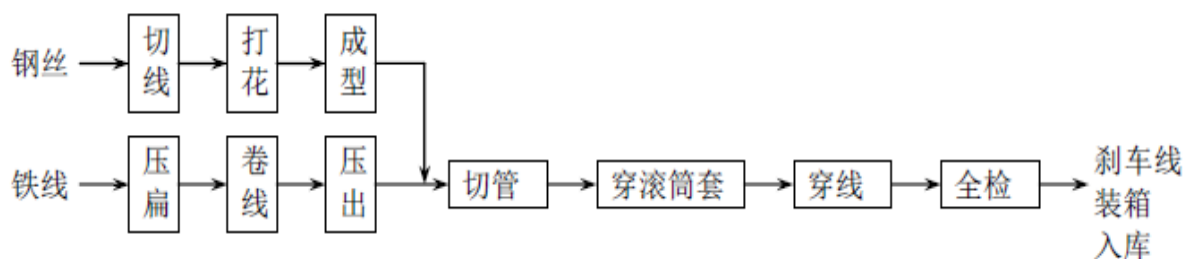 钢丝
切线
打花
成型
铁线
压扁
卷线
压出
切管
穿滚筒套
穿线
全检
刹车线
装箱
入库